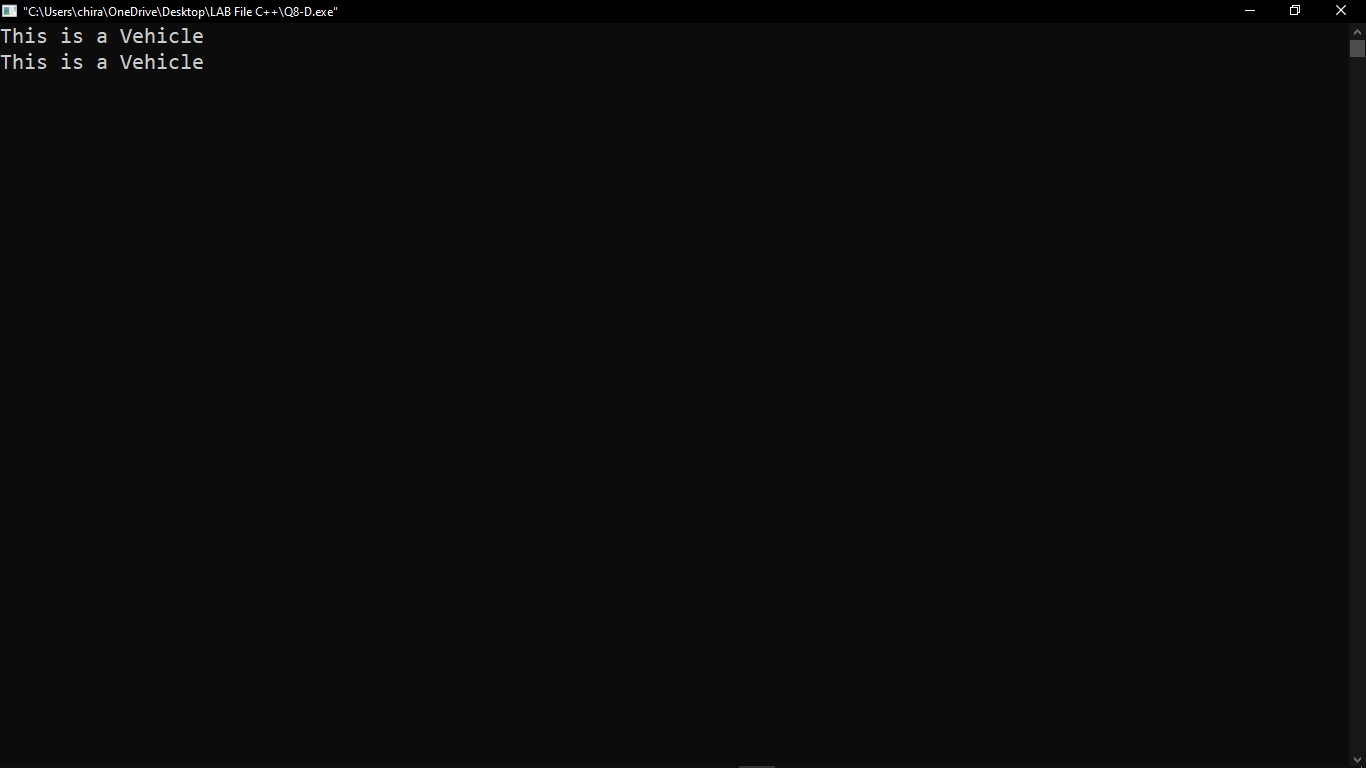 "C:\Users\chira\OneDrive\Desktop\LAB File C++\Q8-D.exe"
This is a Vehicle
This is a Vehicle